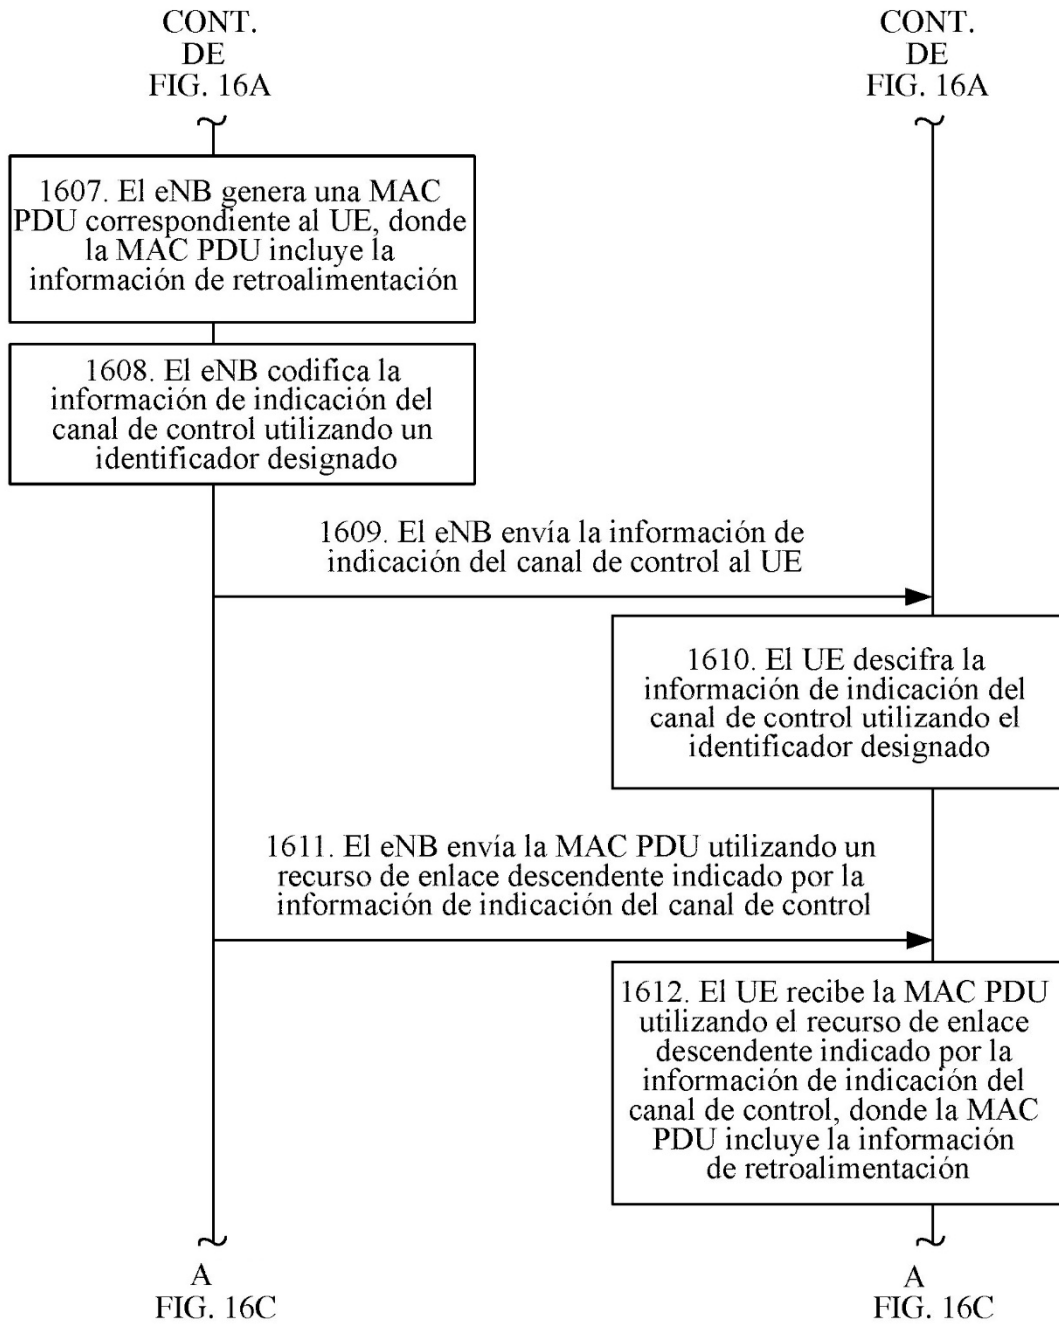 CONT.
DE
FIG. 16A
CONT.
DE
FIG. 16A
1607. El eNB genera una MAC
PDU correspondiente al UE, donde
la MAC PDU incluye la
información de retroalimentación
1608. El eNB codifica la
información de indicación del
canal de control utilizando un
identificador designado
1609. El eNB envía la información de
indicación del canal de control al UE
1610. El UE descifra la
información de indicación del
canal de control utilizando el
identificador designado
1611. El eNB envía la MAC PDU utilizando un
recurso de enlace descendente indicado por la
información de indicación del canal de control
1612. El UE recibe la MAC PDU
utilizando el recurso de enlace
descendente indicado por la
información de indicación del
canal de control, donde la MAC
PDU incluye la información
de retroalimentación
A
FIG. 16C
A
FIG. 16C